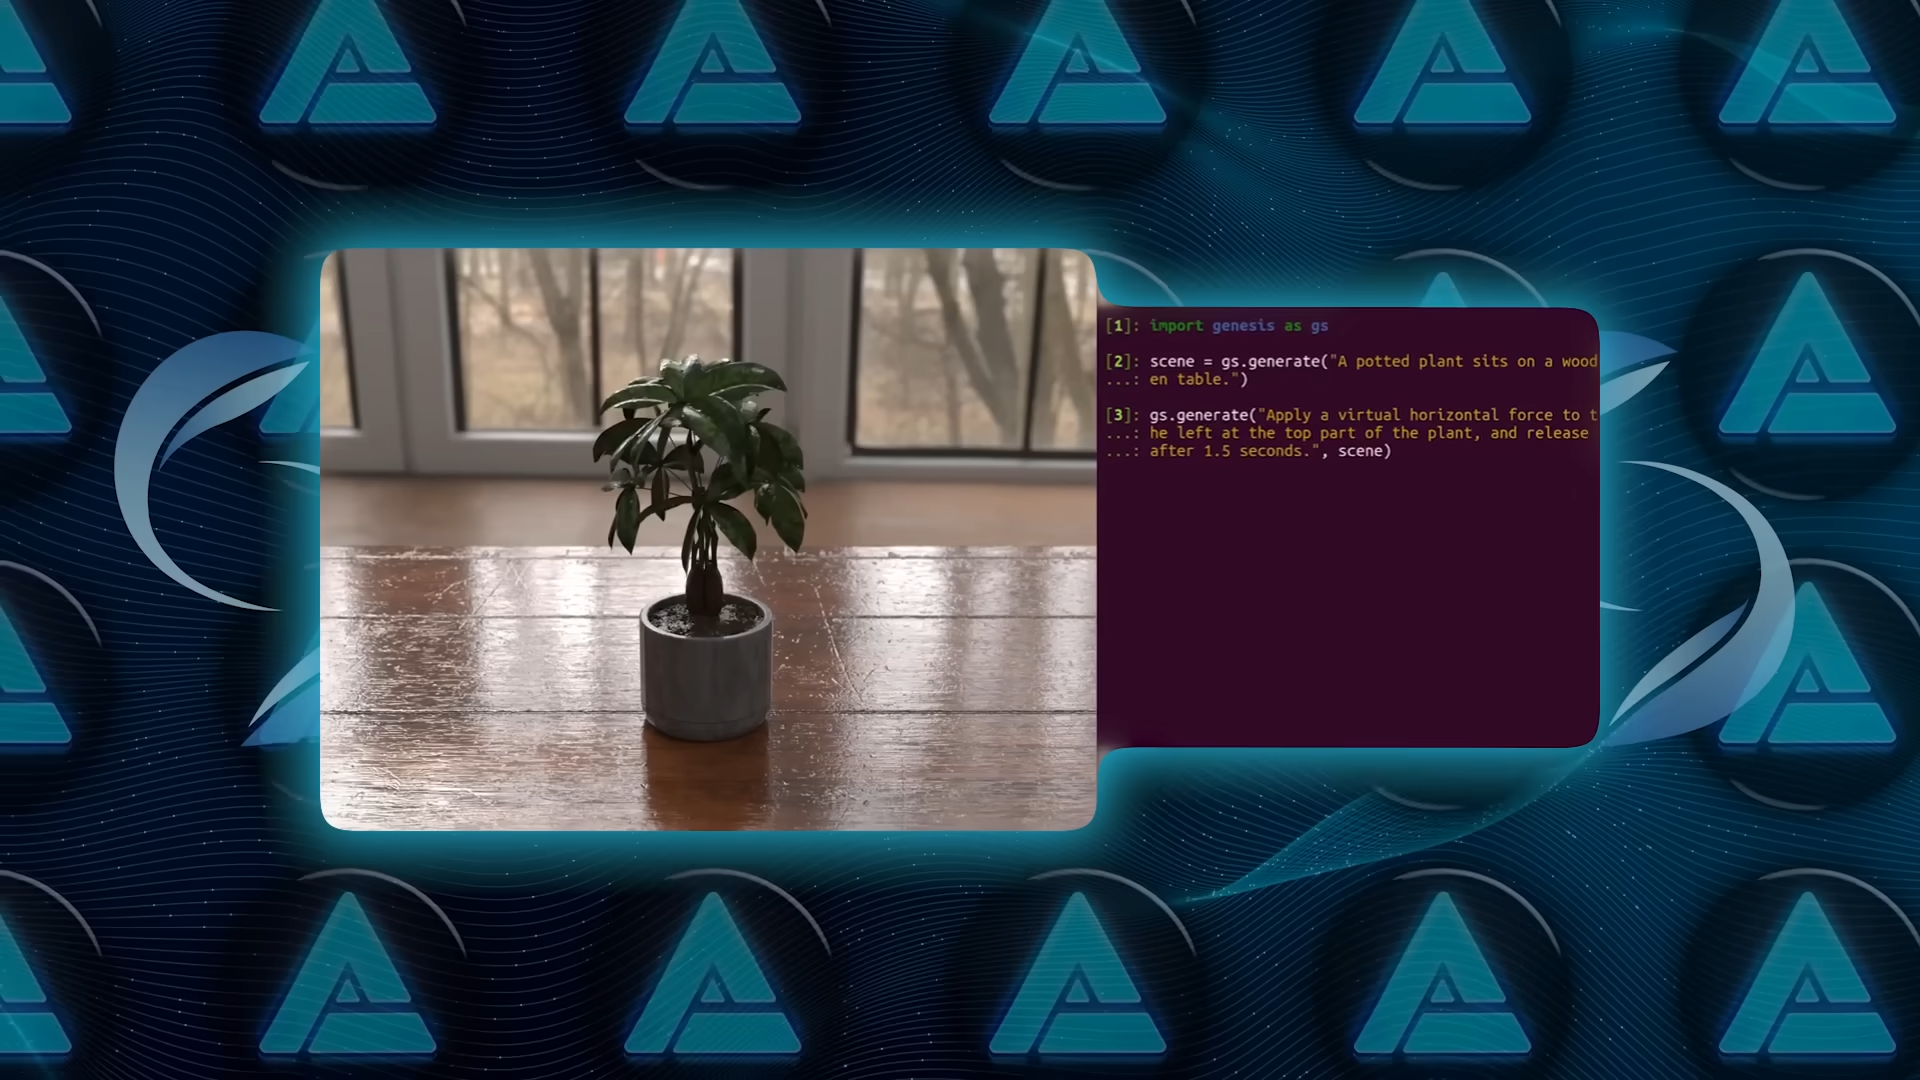 [1]: import genesis as gs
[2]: scene = gs.generate("A potted plant sits on a wood
...: en table.")
[3]: gs.generate("Apply a virtual horizontal force to t
...: he left at the top part of the plant, and release
...: after 1.5 seconds.", scene)